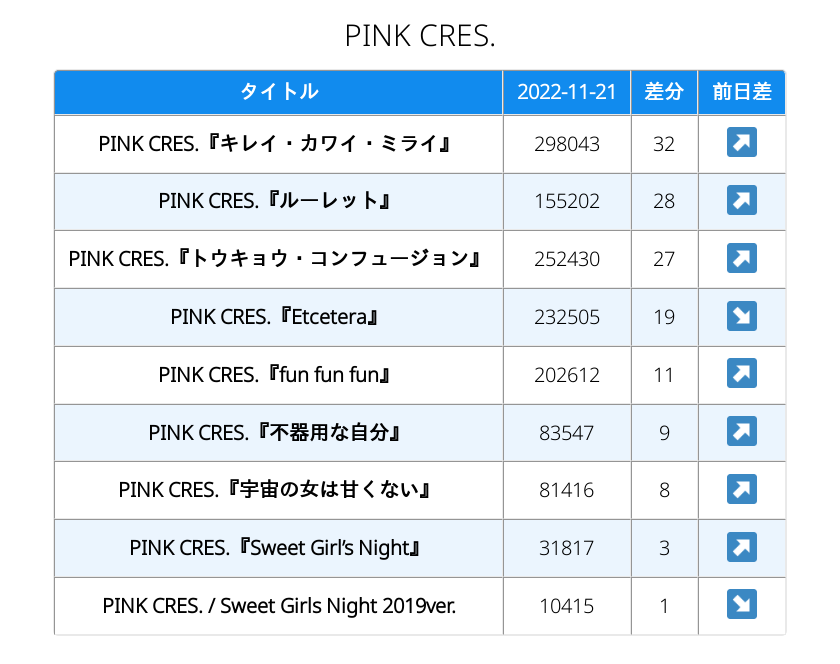 PINK CRES.
タイトル 2022-11-21 差分 前日差
PINK CRES.『キレイ・カワイ・ミライ』 298043 32 ↗
PINK CRES.『ルーレット』 155202 28 ↗
PINK CRES.『トウキョウ・コンフュージョン』 252430 27 ↗
PINK CRES.『Etcetera』 232505 19 ↘
PINK CRES.『fun fun fun』 202612 11 ↗
PINK CRES.『不器用な自分』 83547 9 ↗
PINK CRES.『宇宙の女は甘くない』 81416 8 ↗
PINK CRES.『Sweet Girl’s Night』 31817 3 ↗
PINK CRES. / Sweet Girls Night 2019ver. 10415 1 ↘